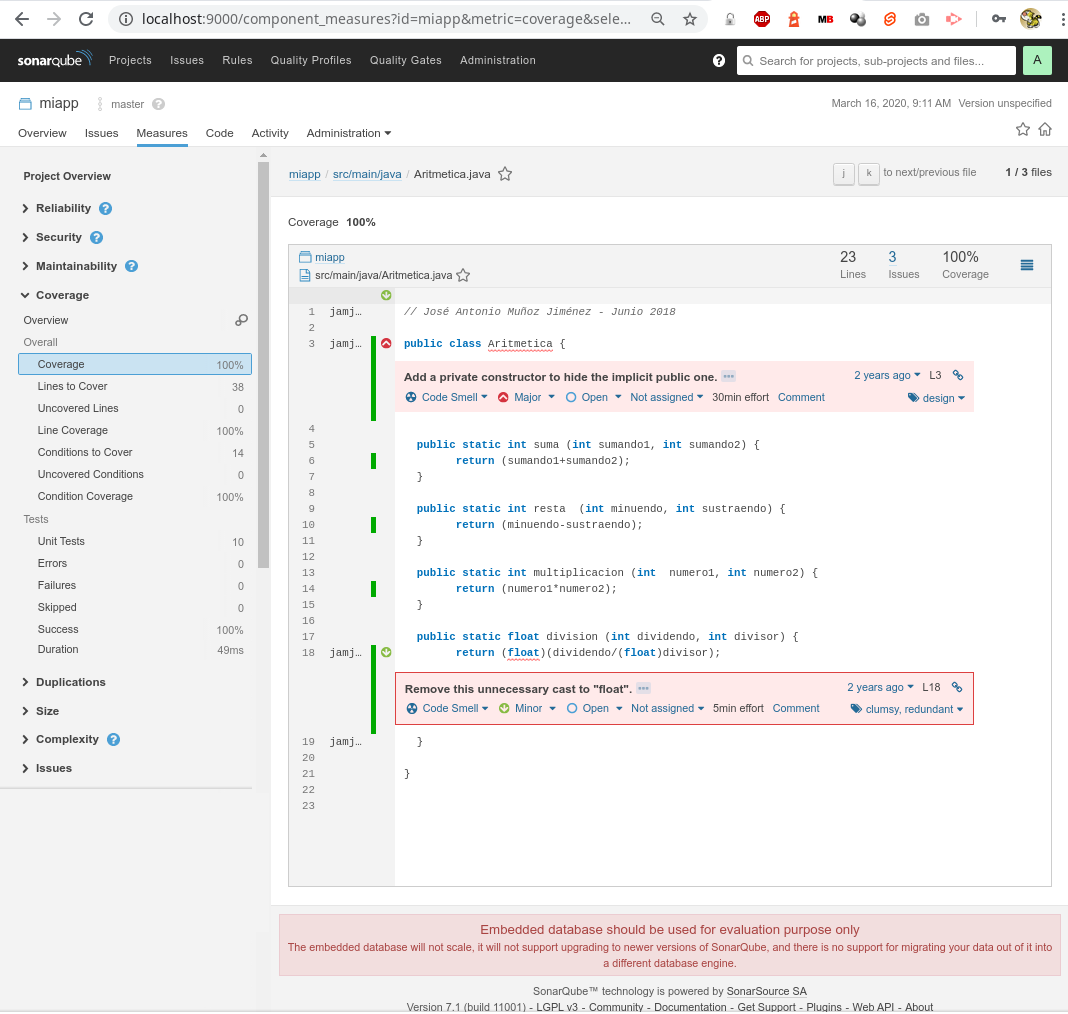 localhost:9000/component_measures?id=miapp&metric=coverage&sele...
ABP
MB
sonarqube
Projects Issues Rules Quality Profiles Quality Gates Administration
? Search for projects, sub-projects and files... A
miapp master ?
March 16, 2020, 9:11 AM Version unspecified
Overview Issues Measures Code Activity Administration
Project Overview
Reliability ?
Security ?
Maintainability ?
Coverage
Overview
Overall
Coverage 100%
Lines to Cover 38
Uncovered Lines 0
Line Coverage 100%
Conditions to Cover 14
Uncovered Conditions 0
Condition Coverage 100%
Tests
Unit Tests 10
Errors 0
Failures 0
Skipped 0
Success 100%
Duration 49ms
Duplications
Size
Complexity ?
Issues
miapp / src/main/java / Aritmetica.java
j k to next/previous file 1 / 3 files
Coverage 100%
miapp
src/main/java/Aritmetica.java
23 Lines
3 Issues
100% Coverage
1 jamj… // José Antonio Muñoz Jiménez - Junio 2018
2
3 jamj… public class Aritmetica {
Add a private constructor to hide the implicit public one. ••• 2 years ago L3
Code Smell Major Open Not assigned 30min effort Comment design
4
5 public static int suma (int sumando1, int sumando2) {
6 return (sumando1+sumando2);
7 }
8
9 public static int resta (int minuendo, int sustraendo) {
10 return (minuendo-sustraendo);
11 }
12
13 public static int multiplicacion (int numero1, int numero2) {
14 return (numero1*numero2);
15 }
16
17 public static float division (int dividendo, int divisor) {
18 jamj… return (float)(dividendo/(float)divisor);
Remove this unnecessary cast to "float". ••• 2 years ago L18
Code Smell Minor Open Not assigned 5min effort Comment clumsy, redundant
19 jamj… }
20
21 }
22
23
Embedded database should be used for evaluation purpose only
The embedded database will not scale, it will not support upgrading to newer versions of SonarQube, and there is no support for migrating your data out of it into
a different database engine.
SonarQube™ technology is powered by SonarSource SA
Version 7.1 (build 11001) - LGPL v3 - Community - Documentation - Get Support - Plugins - Web API - About